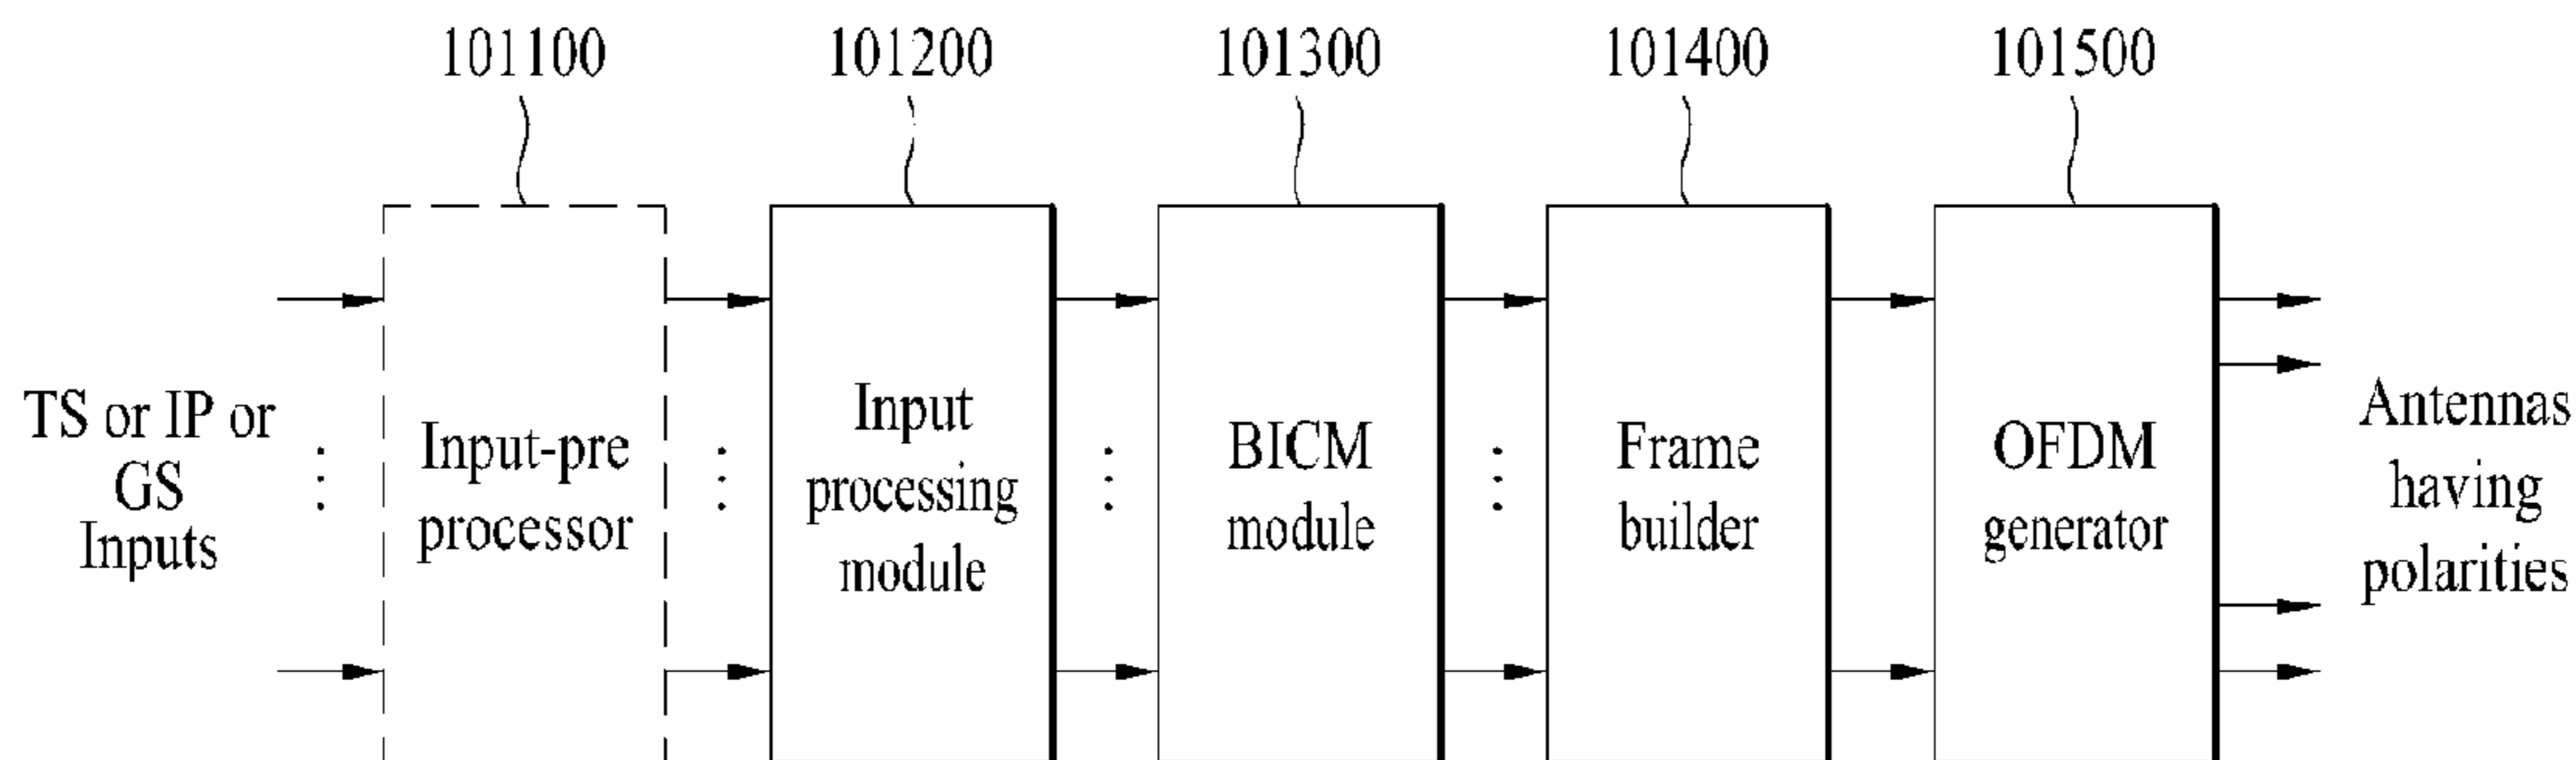 101100
101200
101300
101400
101500
TS or IP or
GS
Inputs
Input-pre
processor
Input
processing
module
BICM
module
Frame
builder
OFDM
generator
Antennas
having
polarities